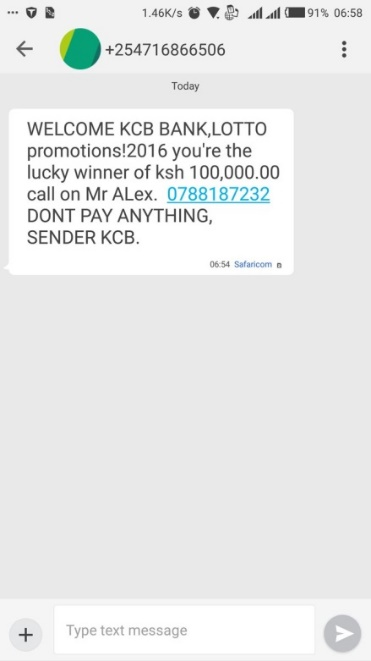 1.46K/s 91% 06:58
+254716866506
Today
WELCOME KCB BANK,LOTTO
promotions!2016 you're the
lucky winner of ksh 100,000.00
call on Mr ALex. 0788187232
DONT PAY ANYTHING,
SENDER KCB.
06:54 Safaricom
Type text message